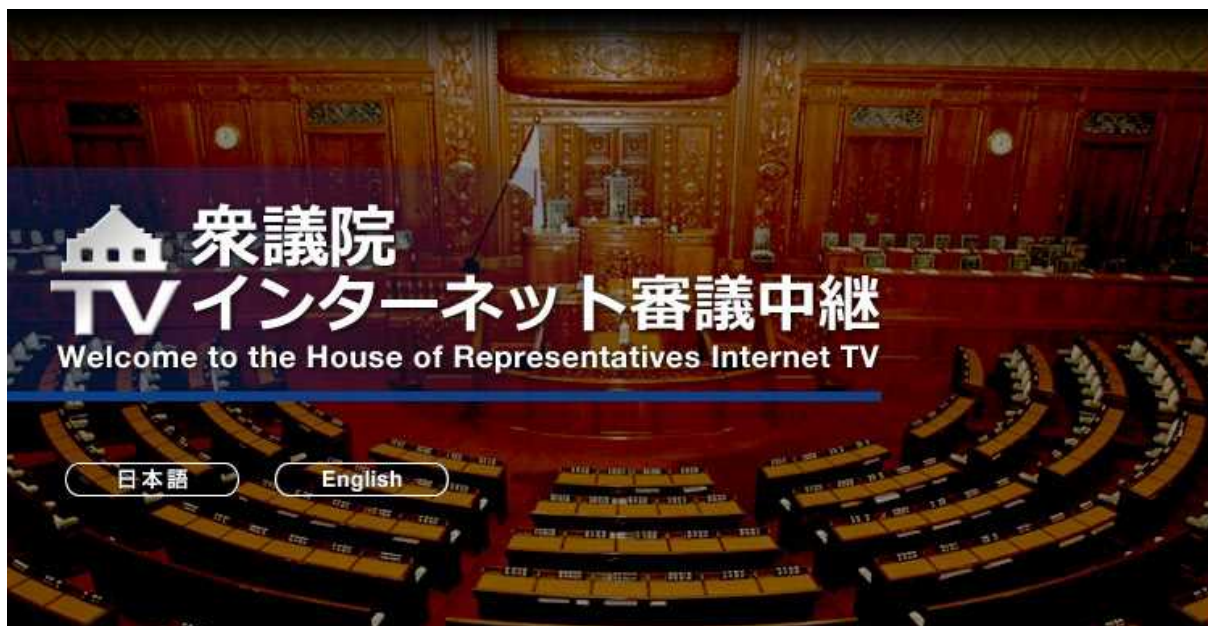 衆議院
TV インターネット審議中継
Welcome to the House of Representatives Internet TV
日本語
English